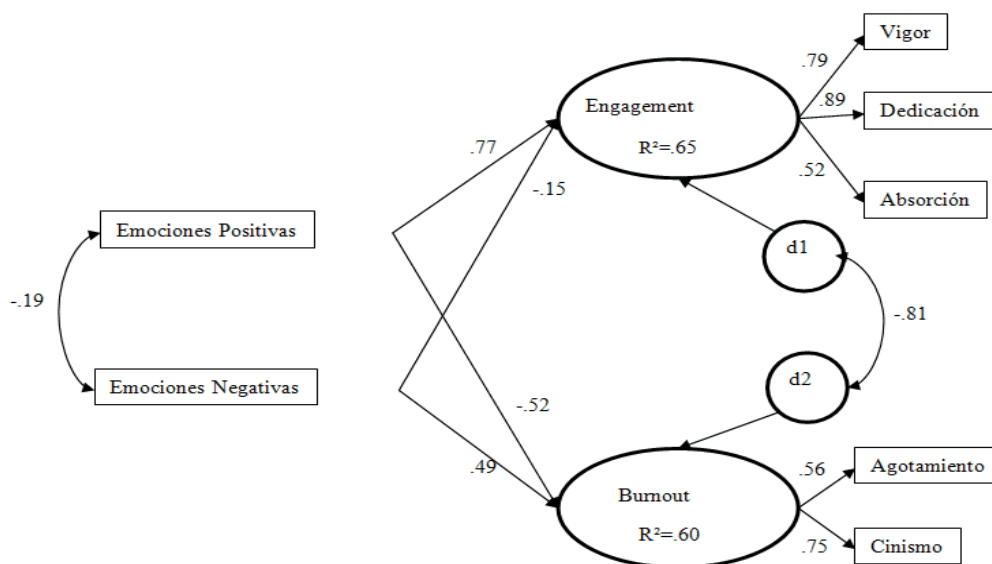 Vigor
.79
Engagement
.89
Dedicación
R²=.65
.77
.52
-.15
Absorción
Emociones Positivas
d1
-.19
-.81
d2
Emociones Negativas
-.52
.49
.56
Agotamiento
Burnout
R²=.60
.75
Cinismo